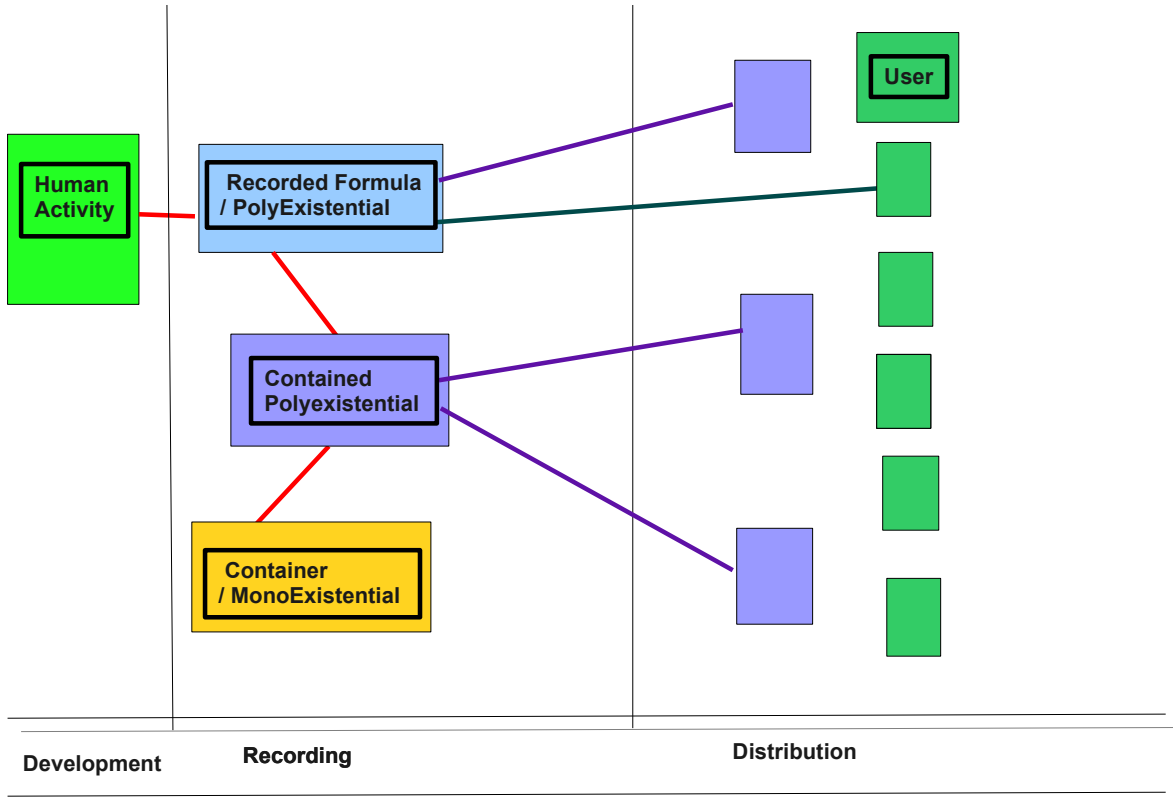 User
Human
Activity
Recorded Formula
/ PolyExistential
Contained
Polyexistential
Container
/ MonoExistential
Development
Recording
Distribution